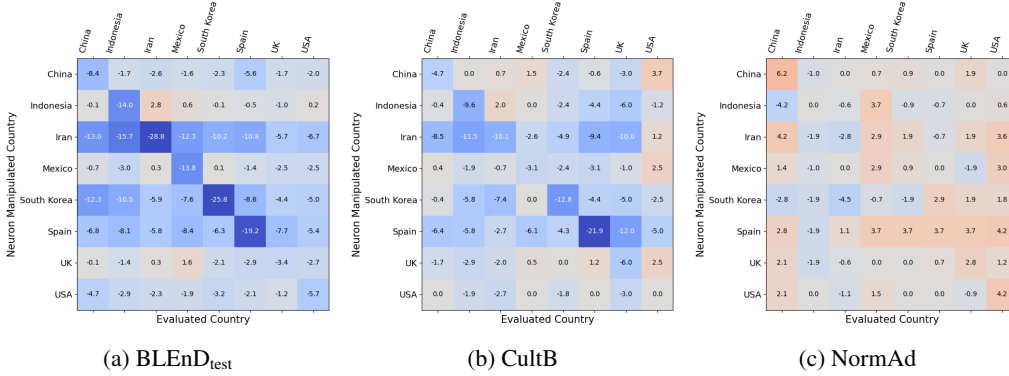 China Indonesia Iran Mexico South Korea Spain UK USA
China -8.4 -1.7 -2.6 -1.6 -2.3 -5.6 -1.7 -2.0
Indonesia -0.1 -14.0 2.8 0.6 -0.1 -0.5 -1.0 0.2
Iran -13.0 -15.7 -28.8 -12.3 -10.2 -10.8 -5.7 -6.7
Mexico -0.7 -3.0 0.3 -13.8 0.1 -1.4 -2.5 -2.5
South Korea -12.3 -10.5 -5.9 -7.6 -25.8 -8.6 -4.4 -5.0
Spain -6.8 -8.1 -5.8 -8.4 -6.3 -19.2 -7.7 -5.4
UK -0.1 -1.4 0.3 1.6 -2.1 -2.9 -3.4 -2.7
USA -4.7 -2.9 -2.3 -1.9 -3.2 -2.1 -1.2 -5.7
Neuron Manipulated Country
Evaluated Country
(a) BLEnDtest
China Indonesia Iran Mexico South Korea Spain UK USA
China -4.7 0.0 0.7 1.5 -2.4 -0.6 -3.0 3.7
Indonesia -0.4 -9.6 2.0 0.0 -2.4 -4.4 -6.0 -1.2
Iran -8.5 -11.5 -10.1 -2.6 -4.9 -9.4 -10.0 1.2
Mexico 0.4 -1.9 -0.7 -3.1 -2.4 -3.1 -1.0 2.5
South Korea -0.4 -5.8 -7.4 0.0 -12.8 -4.4 -5.0 -2.5
Spain -6.4 -5.8 -2.7 -6.1 -4.3 -21.9 -12.0 -5.0
UK -1.7 -2.9 -2.0 0.5 0.0 1.2 -6.0 2.5
USA 0.0 -1.9 -2.7 0.0 -1.8 0.0 -3.0 0.0
Neuron Manipulated Country
Evaluated Country
(b) CultB
China Indonesia Iran Mexico South Korea Spain UK USA
China 6.2 -1.0 0.0 0.7 0.9 0.0 1.9 0.0
Indonesia -4.2 0.0 -0.6 3.7 -0.9 -0.7 0.0 0.6
Iran 4.2 -1.9 -2.8 2.9 1.9 -0.7 1.9 3.6
Mexico 1.4 -1.0 0.0 2.9 0.9 0.0 -1.9 3.0
South Korea -2.8 -1.9 -4.5 -0.7 -1.9 2.9 1.9 1.8
Spain 2.8 -1.9 1.1 3.7 3.7 3.7 3.7 4.2
UK 2.1 -1.9 -0.6 0.0 0.0 0.7 2.8 1.2
USA 2.1 0.0 -1.1 1.5 0.0 0.0 -0.9 4.2
Neuron Manipulated Country
Evaluated Country
(c) NormAd